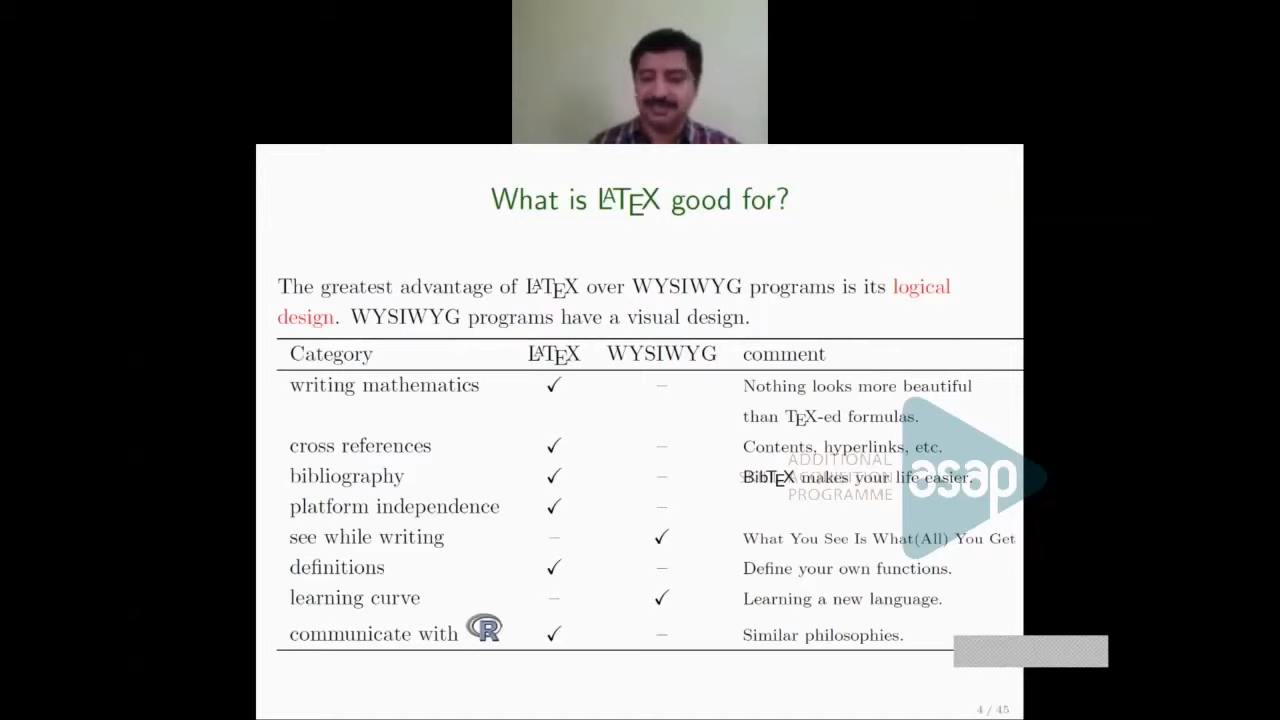 What is LATEX good for?
The greatest advantage of LATEX over WYSIWYG programs is its logical
design. WYSIWYG programs have a visual design.
Category LATEX WYSIWYG comment
writing mathematics ✓ – Nothing looks more beautiful
than TEX-ed formulas.
cross references ✓ – Contents, hyperlinks, etc.
bibliography ✓ – BibTEX makes your life easier.
platform independence ✓ –
see while writing – ✓ What You See Is What(All) You Get
definitions ✓ – Define your own functions.
learning curve – ✓ Learning a new language.
communicate with R ✓ – Similar philosophies.
ADDITIONAL
ACQUISITION
PROGRAMME
asap
4 / 45